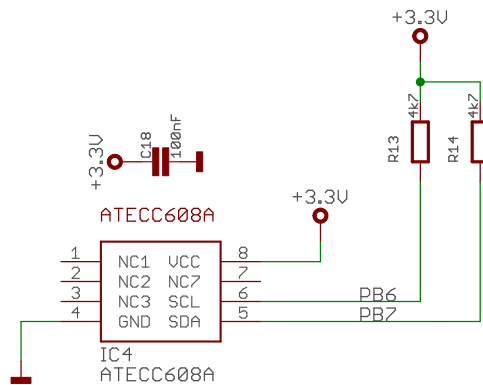 +3.3V
4k7
4k7
R13
R14
+3.3V
C18
100nF
+3.3V
ATECC608A
1 NC1 VCC 8
2 NC2 NC7 7
3 NC3 SCL 6 PB6
4 GND SDA 5 PB7
IC4
ATECC608A